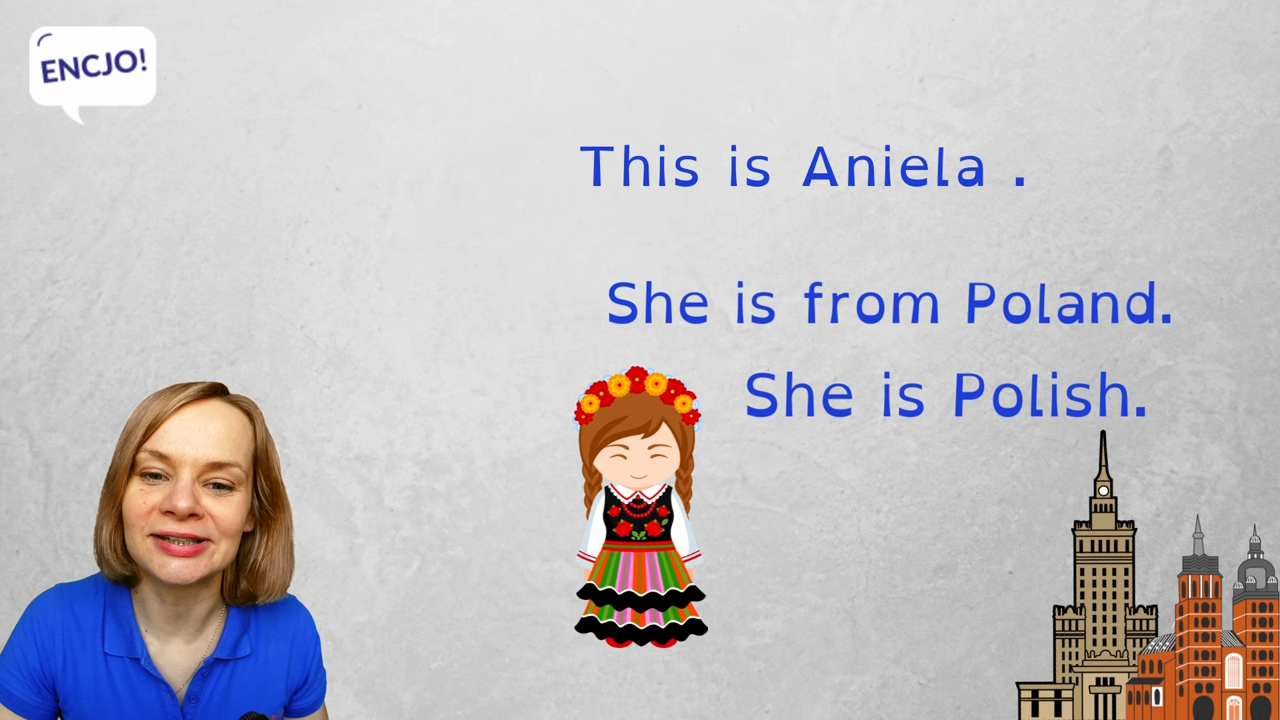 ENCJO!
This is Aniela .
She is from Poland.
She is Polish.